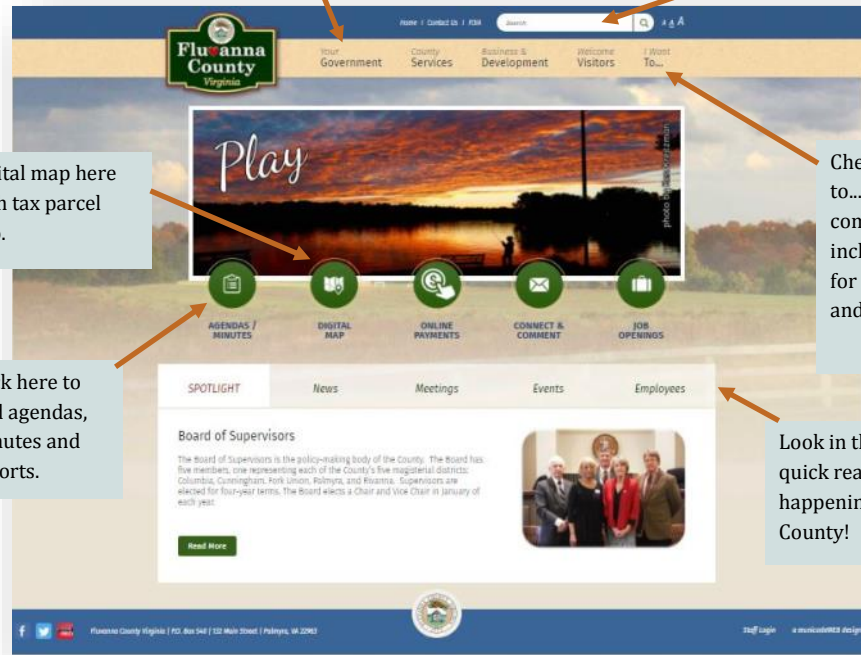 Home | Contact Us | FOIA
Search
A A A
Fluvanna
County
Virginia
Your
Government
County
Services
Business &
Development
Welcome
Visitors
I Want
To...
Play
photo by
ital map here
tax parcel
AGENDAS /
MINUTES
DIGITAL
MAP
ONLINE
PAYMENTS
CONNECT &
COMMENT
JOB
OPENINGS
Che
to...
con
incl
for
and
k here to
agendas,
utes and
orts.
SPOTLIGHT
News
Meetings
Events
Employees
Board of Supervisors
The Board of Supervisors is the policy-making body of the County. The Board has
five members, one representing each of the County's five magisterial districts:
Columbia, Cunningham, Fork Union, Palmyra, and Rivanna. Supervisors are
elected for four-year terms. The Board elects a Chair and Vice Chair in January of
each year.
Read More
Look in th
quick rea
happenin
County!
Fluvanna County Virginia | P.O. Box 540 | 132 Main Street | Palmyra, VA 22963
Staff Login
a municodeWEB design